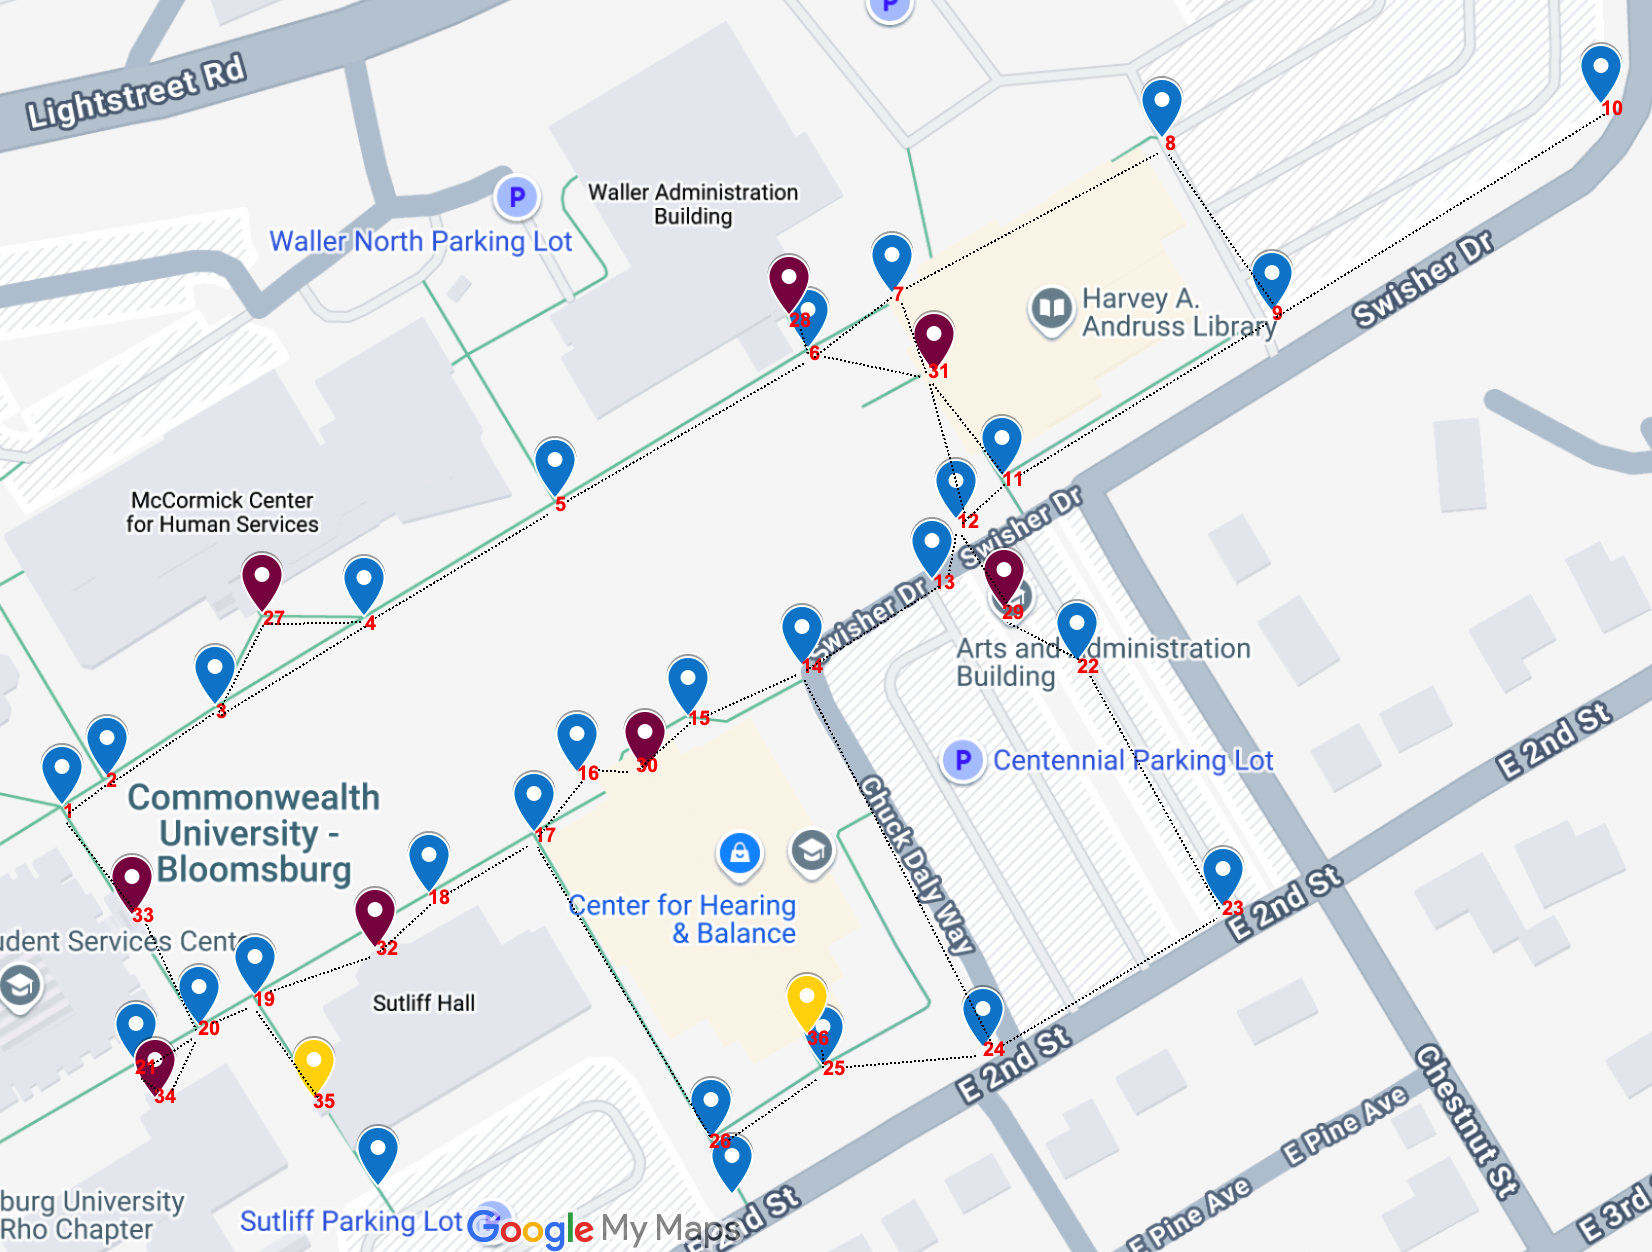 P
Lightstreet Rd
10
8
Waller Administration
Building
P
Waller North Parking Lot
7
28
6
Harvey A.
Andruss Library
9
Swisher Dr
31
McCormick Center
for Human Services
5
11
12
Swisher Dr
13
27
4
29
Swisher Dr
14
Arts and Administration
Building
22
3
15
16
30
P
Centennial Parking Lot
E 2nd St
1
2
Commonwealth
University -
Bloomsburg
17
Chuck Daly Way
18
33
Center for Hearing
& Balance
23
E 2nd St
udent Services Cente
32
19
Sutliff Hall
20
36
21
25
24
E 2nd St
34
35
Chestnut St
E Pine Ave
26
burg University
Rho Chapter
Sutliff Parking Lot
Google My Maps
E 2nd St
E Pine Ave
E 3rd